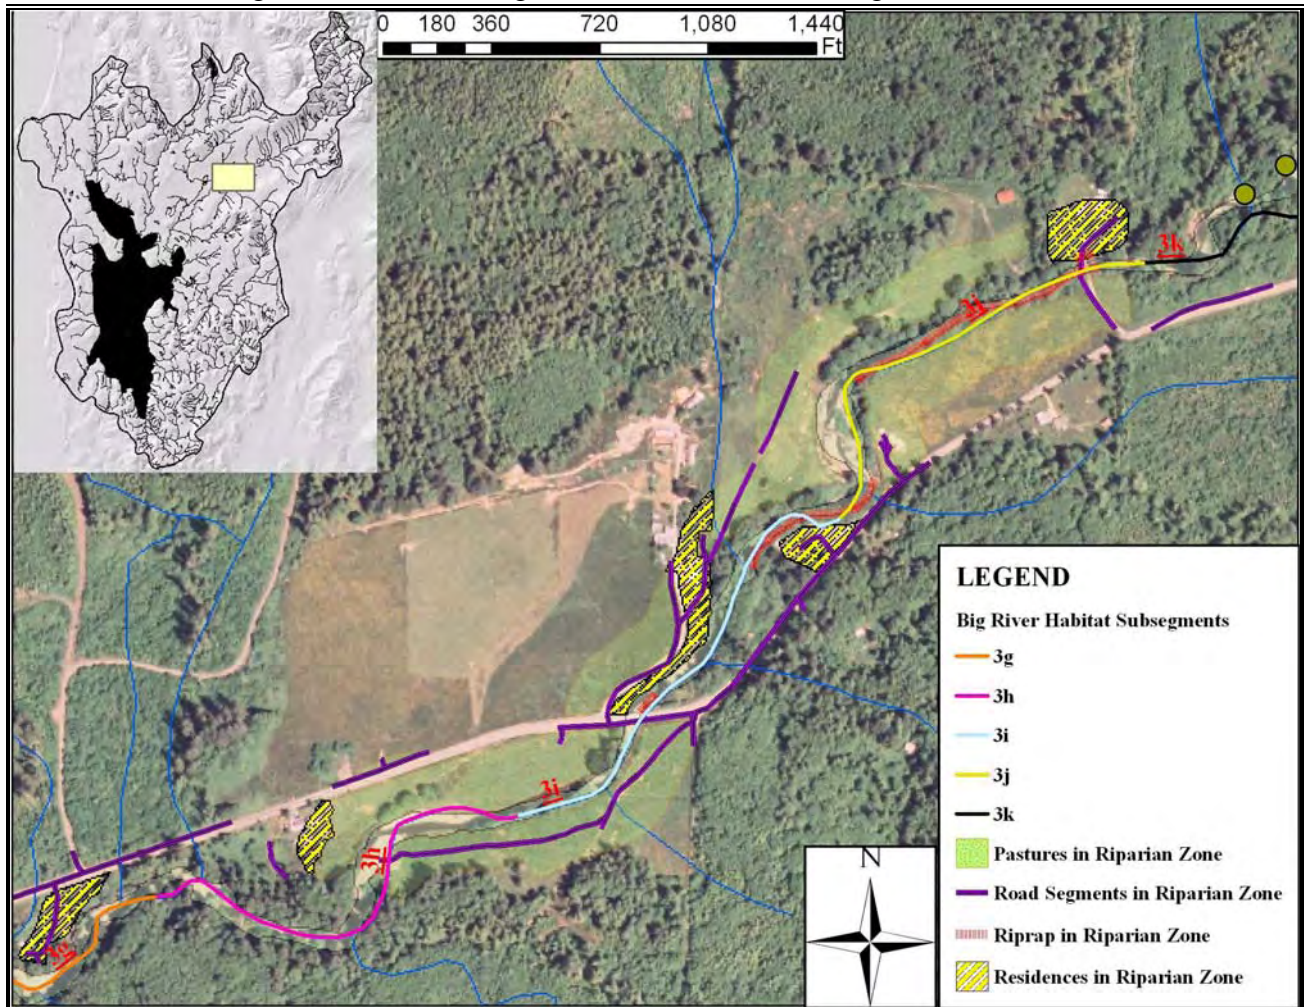 0 180 360 720 1,080 1,440
Ft
3k
3j
3i
3h
3g
LEGEND
Big River Habitat Subsegments
3g
3h
3i
3j
3k
Pastures in Riparian Zone
Road Segments in Riparian Zone
Riprap in Riparian Zone
Residences in Riparian Zone
N